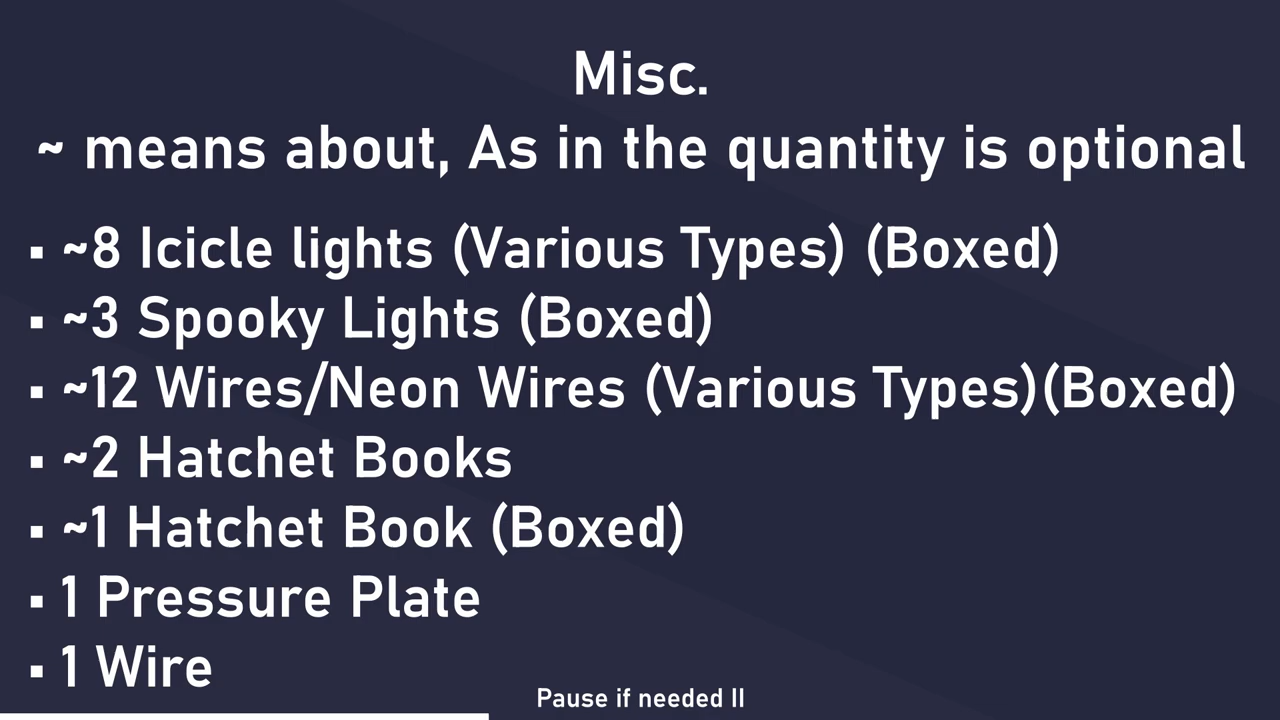 Misc.
~ means about, As in the quantity is optional
▪ ~8 Icicle lights (Various Types) (Boxed)
▪ ~3 Spooky Lights (Boxed)
▪ ~12 Wires/Neon Wires (Various Types)(Boxed)
▪ ~2 Hatchet Books
▪ ~1 Hatchet Book (Boxed)
▪ 1 Pressure Plate
▪ 1 Wire
Pause if needed II